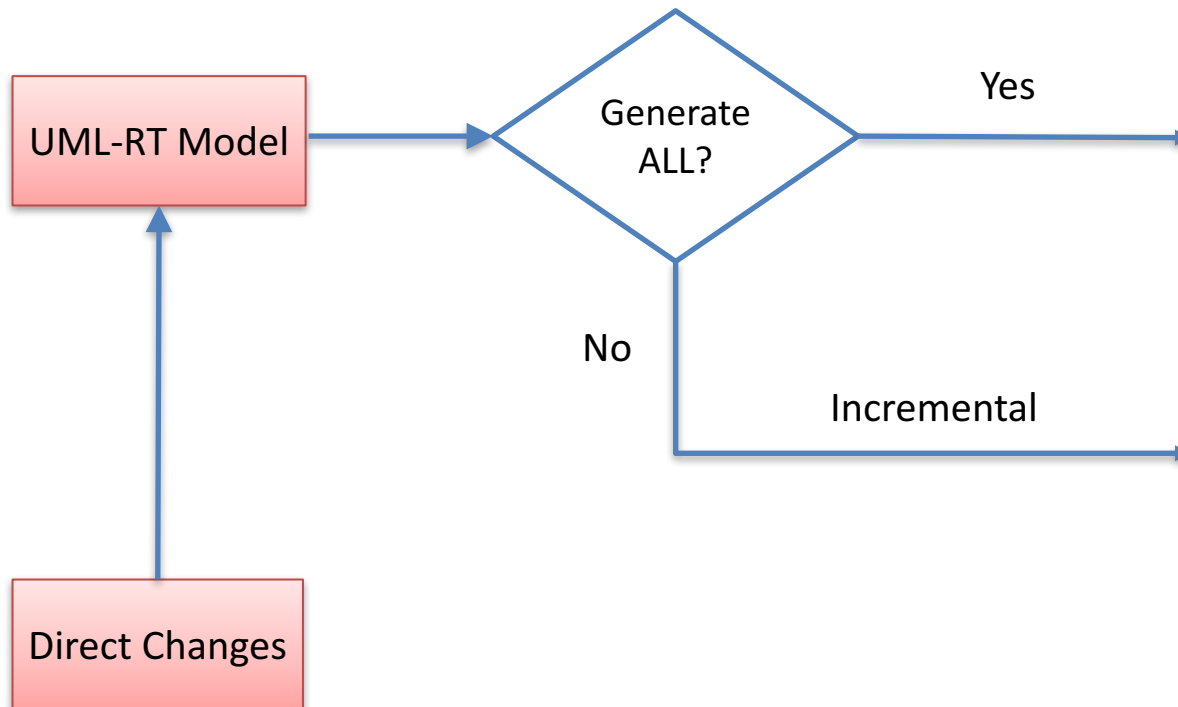 UML-RT Model
Generate
ALL?
Yes
No
Incremental
Direct Changes